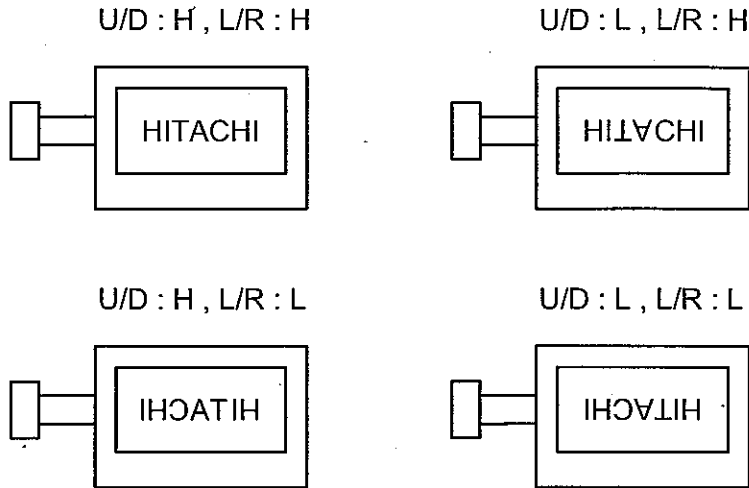 U/D : H , L/R : H
U/D : L , L/R : H
HITACHI
HITACHI
U/D : H , L/R : L
U/D : L , L/R : L
HITACHI
HITACHI